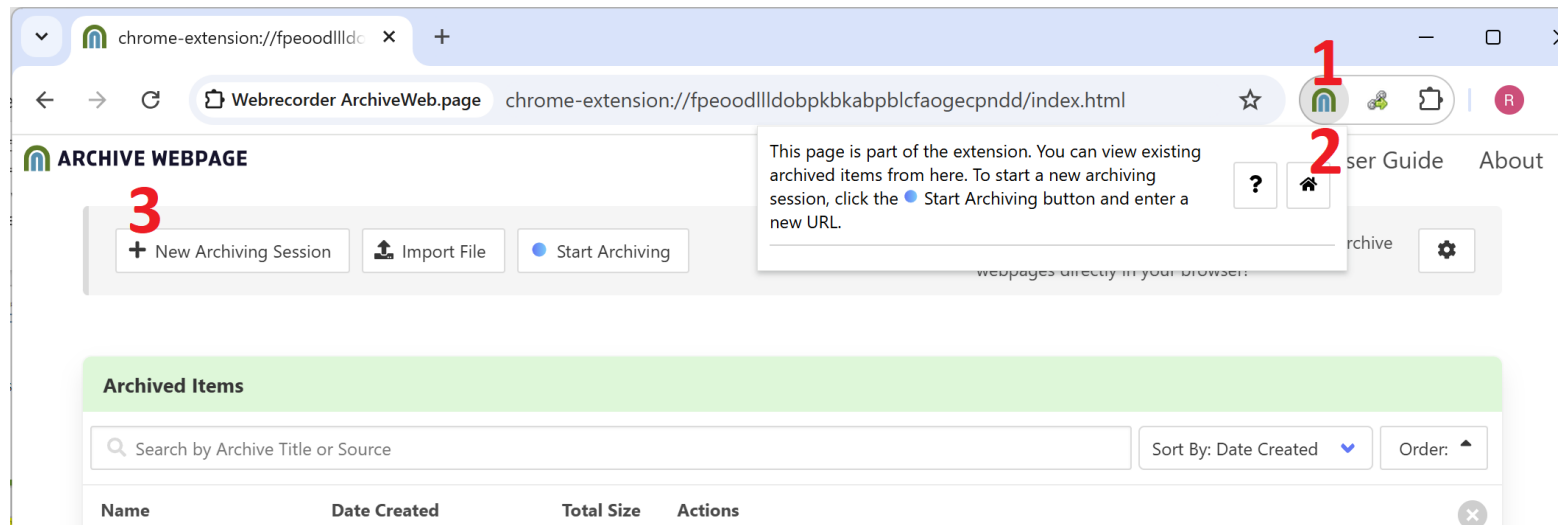 chrome-extension://fpeoodllldo
1
Webrecorder ArchiveWeb.page chrome-extension://fpeoodlllldobpkbkabpblcfaogecpndd/index.html
R
2
ARCHIVE WEBPAGE
User Guide About
This page is part of the extension. You can view existing
archived items from here. To start a new archiving
session, click the Start Archiving button and enter a
new URL.
?
3
New Archiving Session Import File Start Archiving
rchive
webpages directly in your browser!
Archived Items
Search by Archive Title or Source
Sort By: Date Created
Order:
Name Date Created Total Size Actions